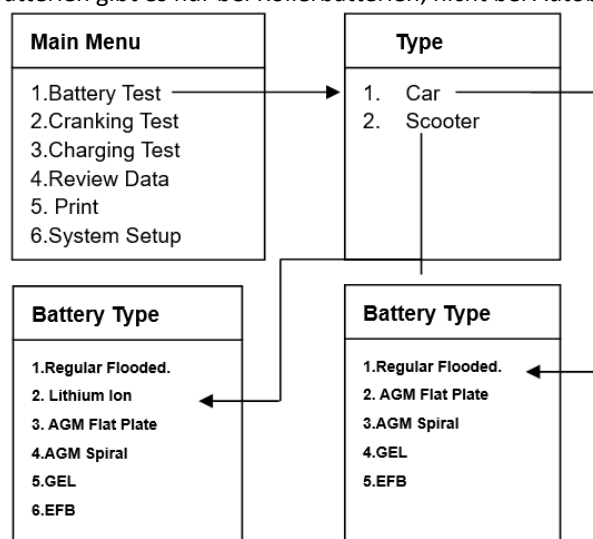 atterien gibt es nur bei Rollerbatterien, nicht bei Autob
Main Menu
1.Battery Test
2.Cranking Test
3.Charging Test
4.Review Data
5. Print
6.System Setup
Type
1. Car
2. Scooter
Battery Type
1.Regular Flooded.
2. Lithium Ion
3. AGM Flat Plate
4.AGM Spiral
5.GEL
6.EFB
Battery Type
1.Regular Flooded.
2. AGM Flat Plate
3.AGM Spiral
4.GEL
5.EFB